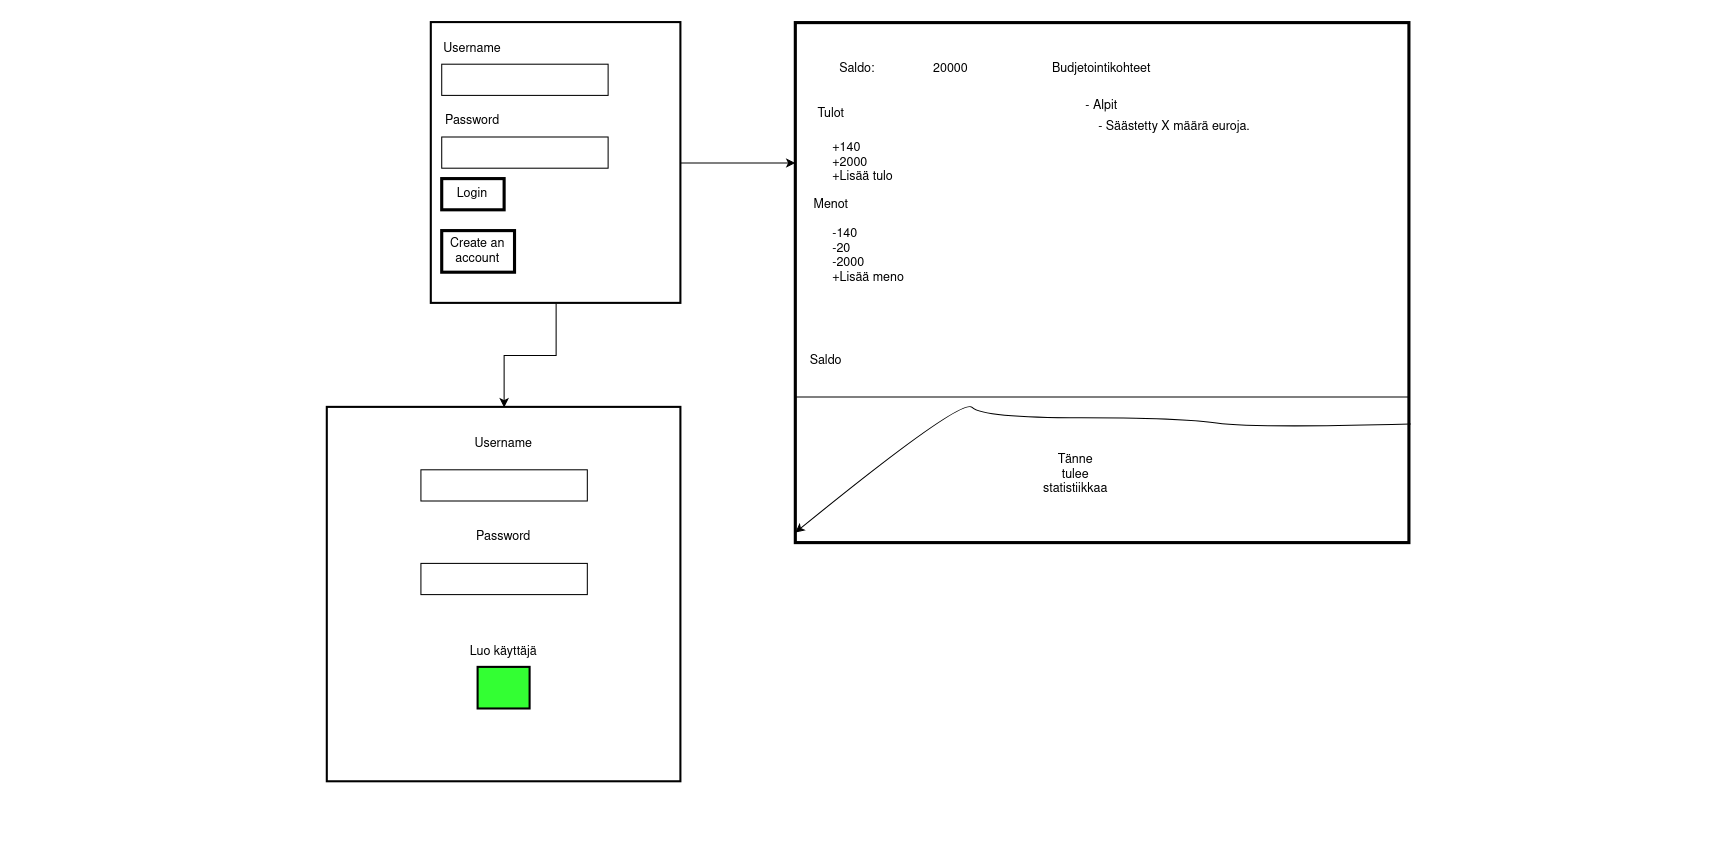 Username
Password
Login
Create an
account
Saldo:
20000
Budjetointikohteet
- Alpit
- Säästetty X määrä euroja.
Tulot
+140
+2000
+Lisää tulo
Menot
-140
-20
-2000
+Lisää meno
Saldo
Tänne
tulee
statistiikkaa
Username
Password
Luo käyttäjä